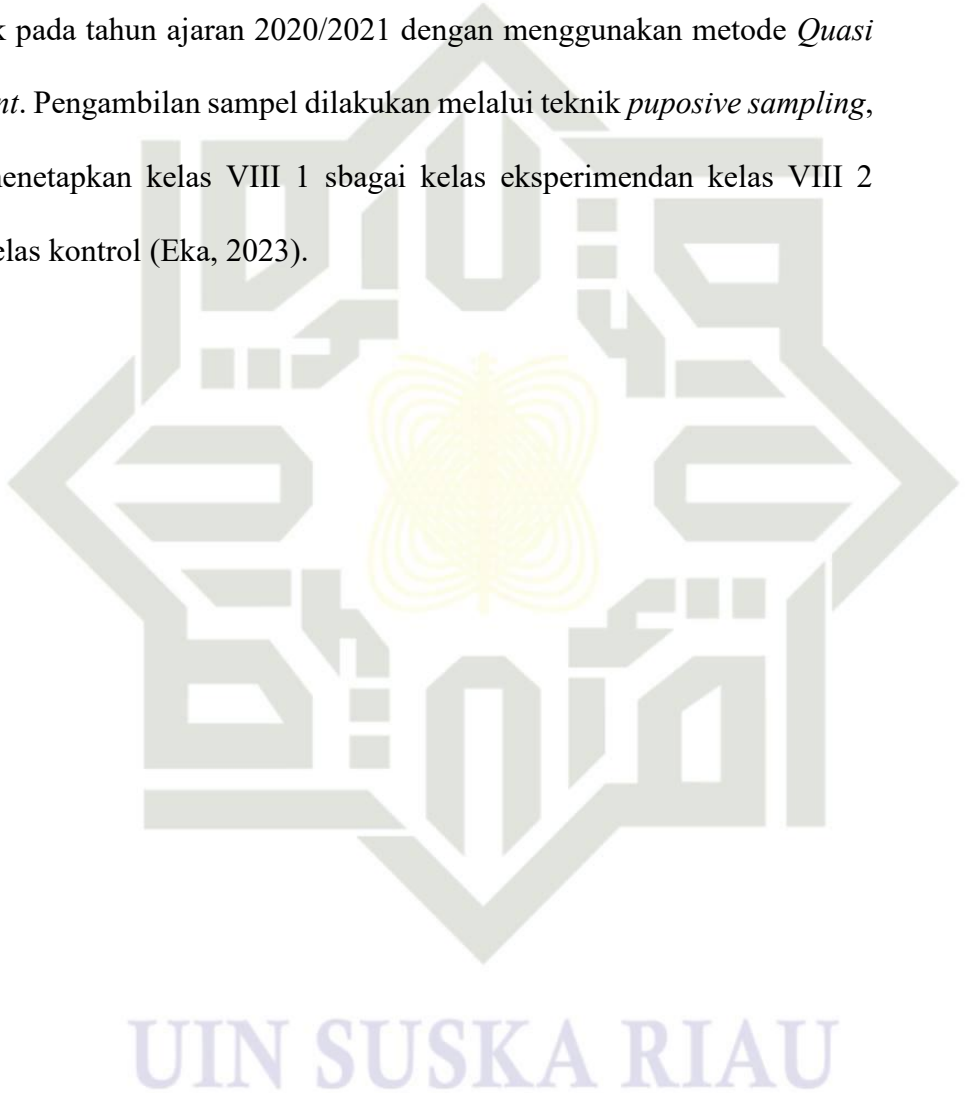 k pada tahun ajaran 2020/2021 dengan menggunakan metode Quasi
nt. Pengambilan sampel dilakukan melalui teknik puposive sampling,
enetapkan kelas VIII 1 sbagai kelas eksperimendan kelas VIII 2
elas kontrol (Eka, 2023).
UIN SUSKA RIAU